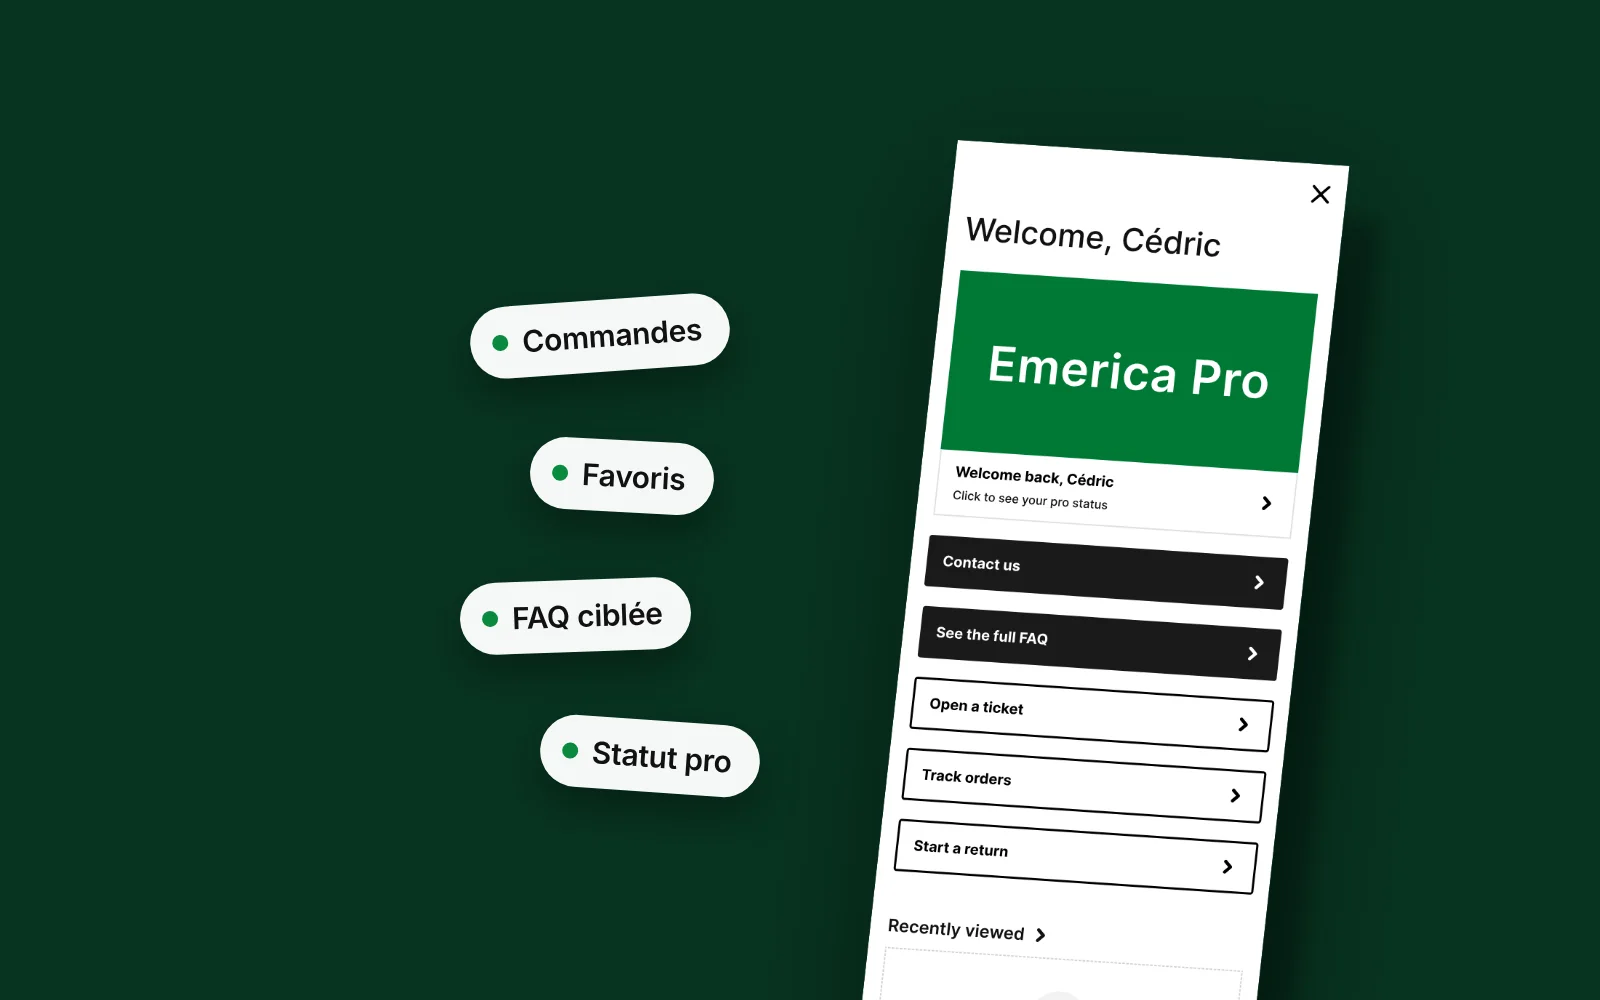 Commandes
Favoris
FAQ ciblée
Statut pro
Welcome, Cédric
Emerica Pro
Welcome back, Cédric
Click to see your pro status
Contact us
See the full FAQ
Open a ticket
Track orders
Start a return
Recently viewed